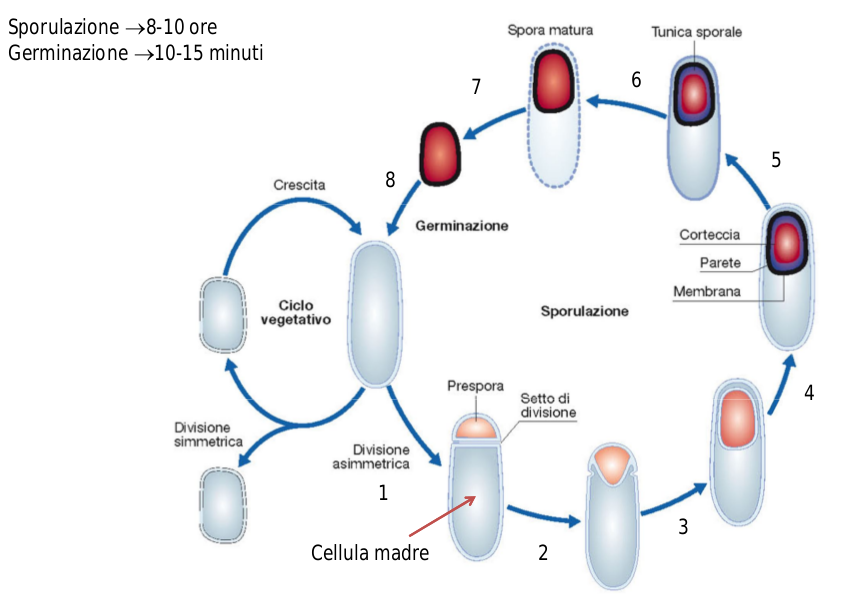 Sporulazione →8-10 ore
Germinazione →10-15 minuti
Spora matura
Tunica sporale
7
6
8
5
Crescita
Germinazione
Corteccia
Parete
Membrana
Ciclo
vegetativo
Sporulazione
Prespora
Setto di
divisione
4
Divisione
simmetrica
Divisione
asimmetrica
1
3
Cellula madre
2